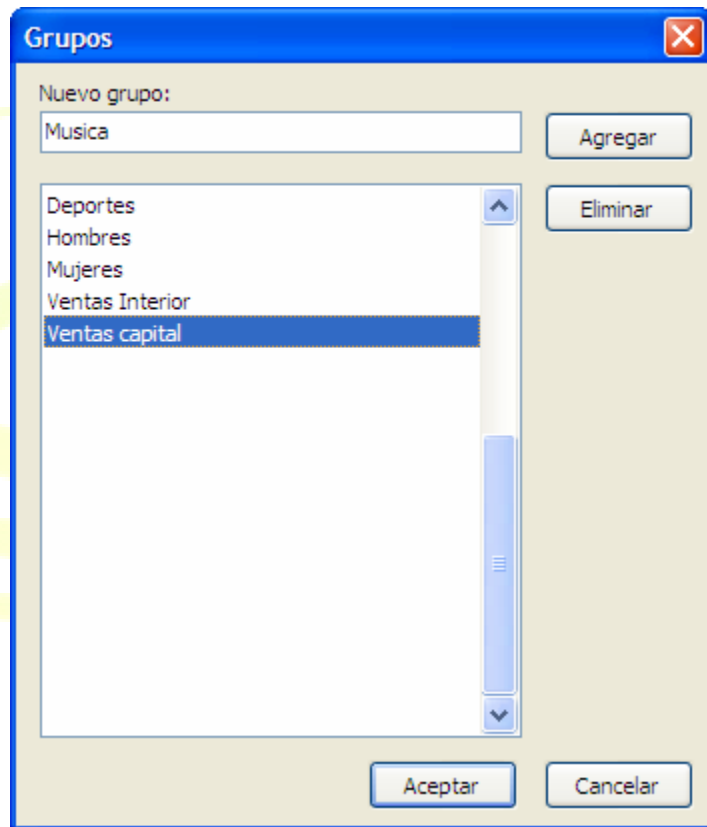 Grupos
Nuevo grupo:
Musica
Agregar
Deportes
Eliminar
Hombres
Mujeres
Ventas Interior
Ventas capital
Aceptar
Cancelar